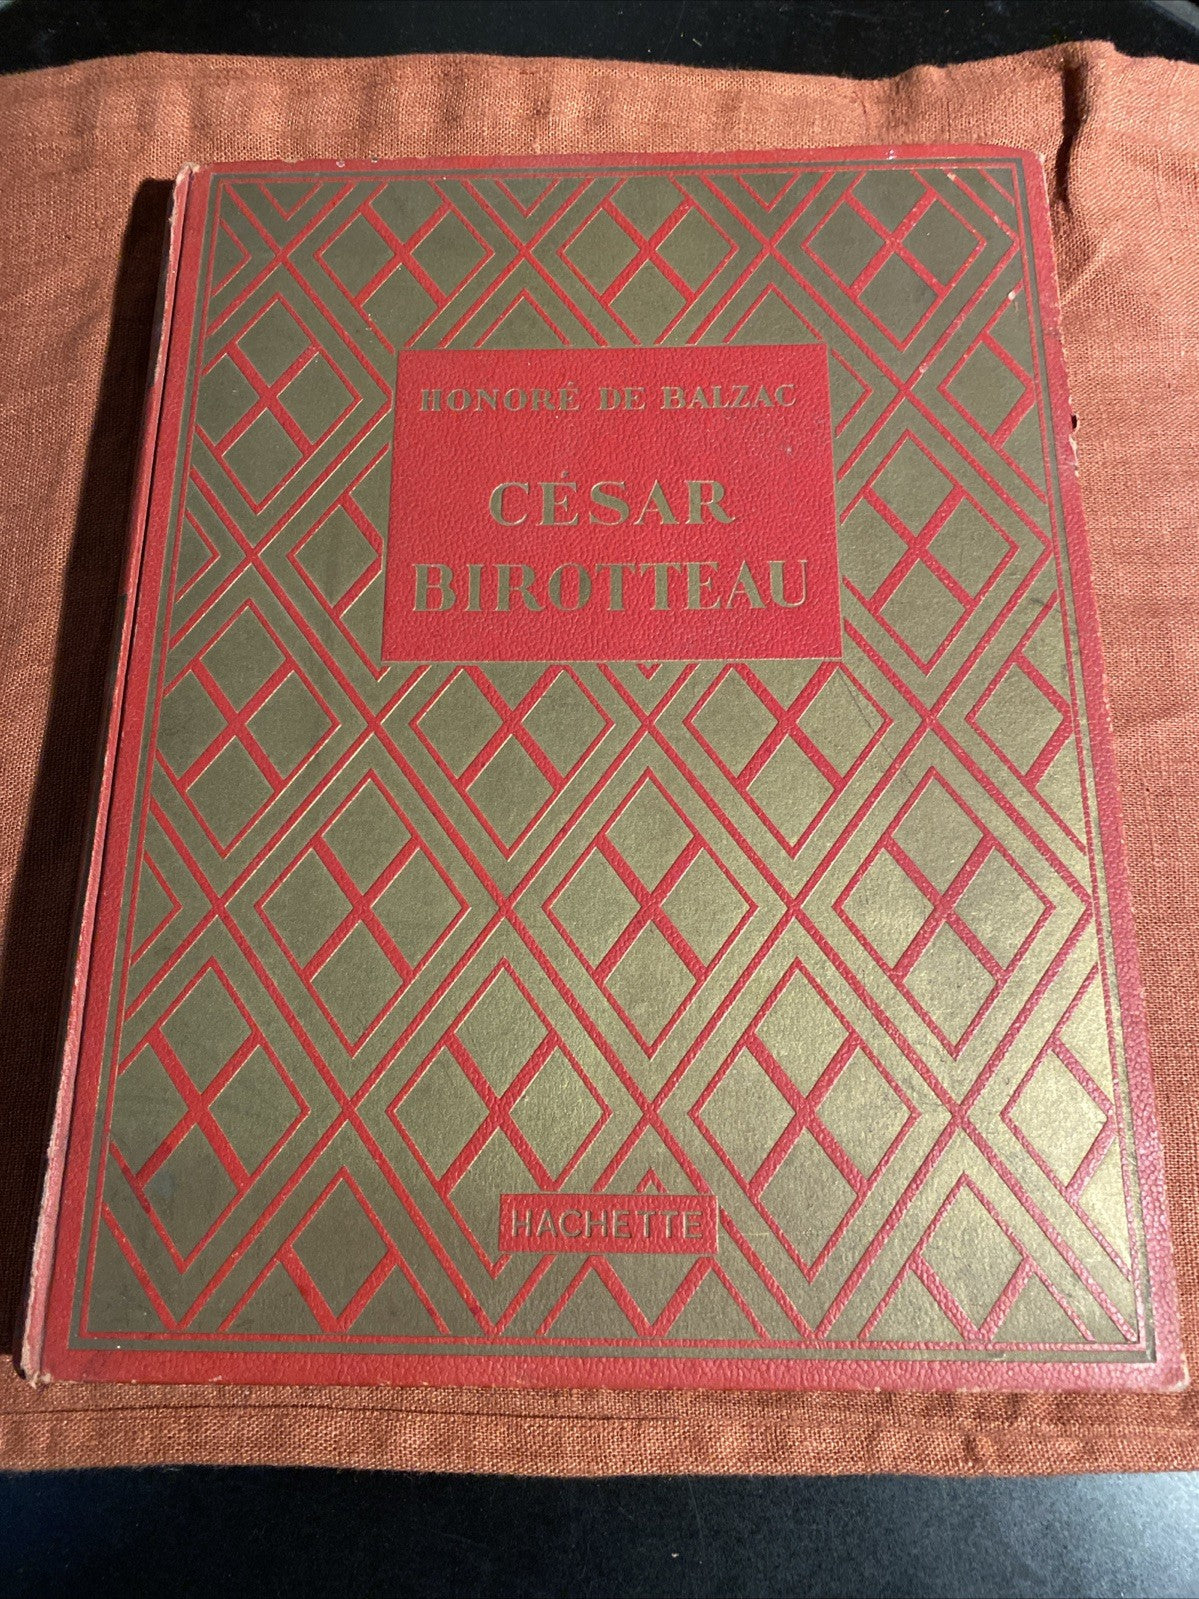 HONORÉ DE BALZAC
CÉSAR
BIROTTEAU
HACHETTE